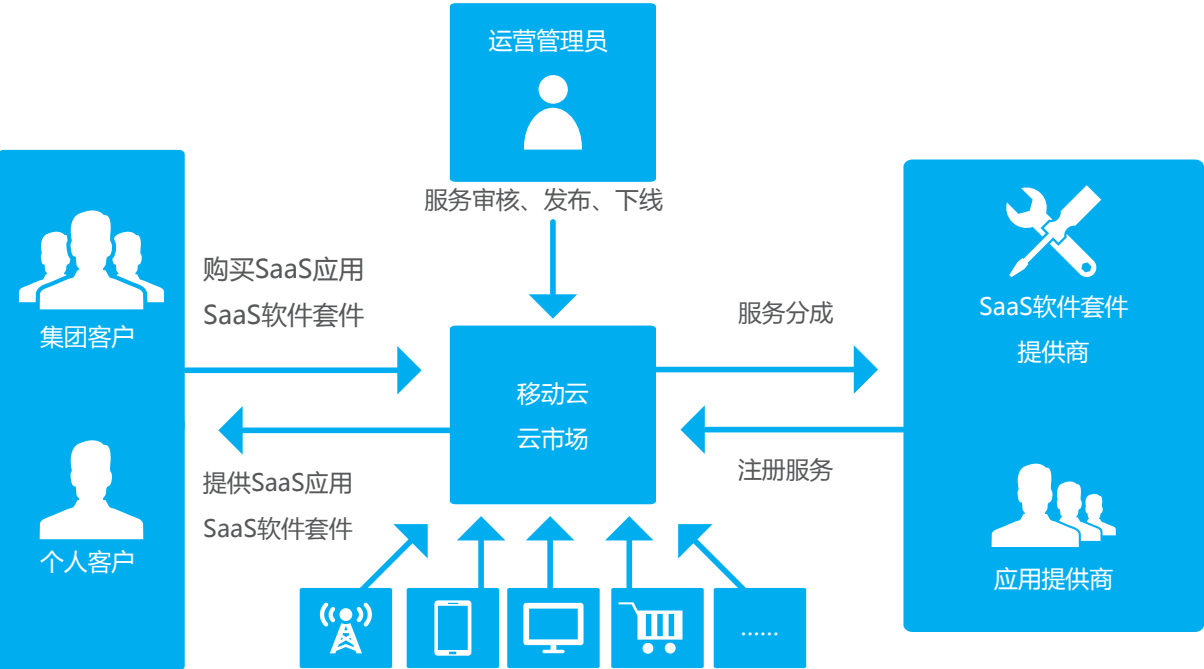 运营管理员
服务审核、发布、下线
集团客户
个人客户
购买SaaS应用
SaaS软件套件
提供SaaS应用
SaaS软件套件
移动云
云市场
服务分成
注册服务
SaaS软件套件
提供商
应用提供商
······